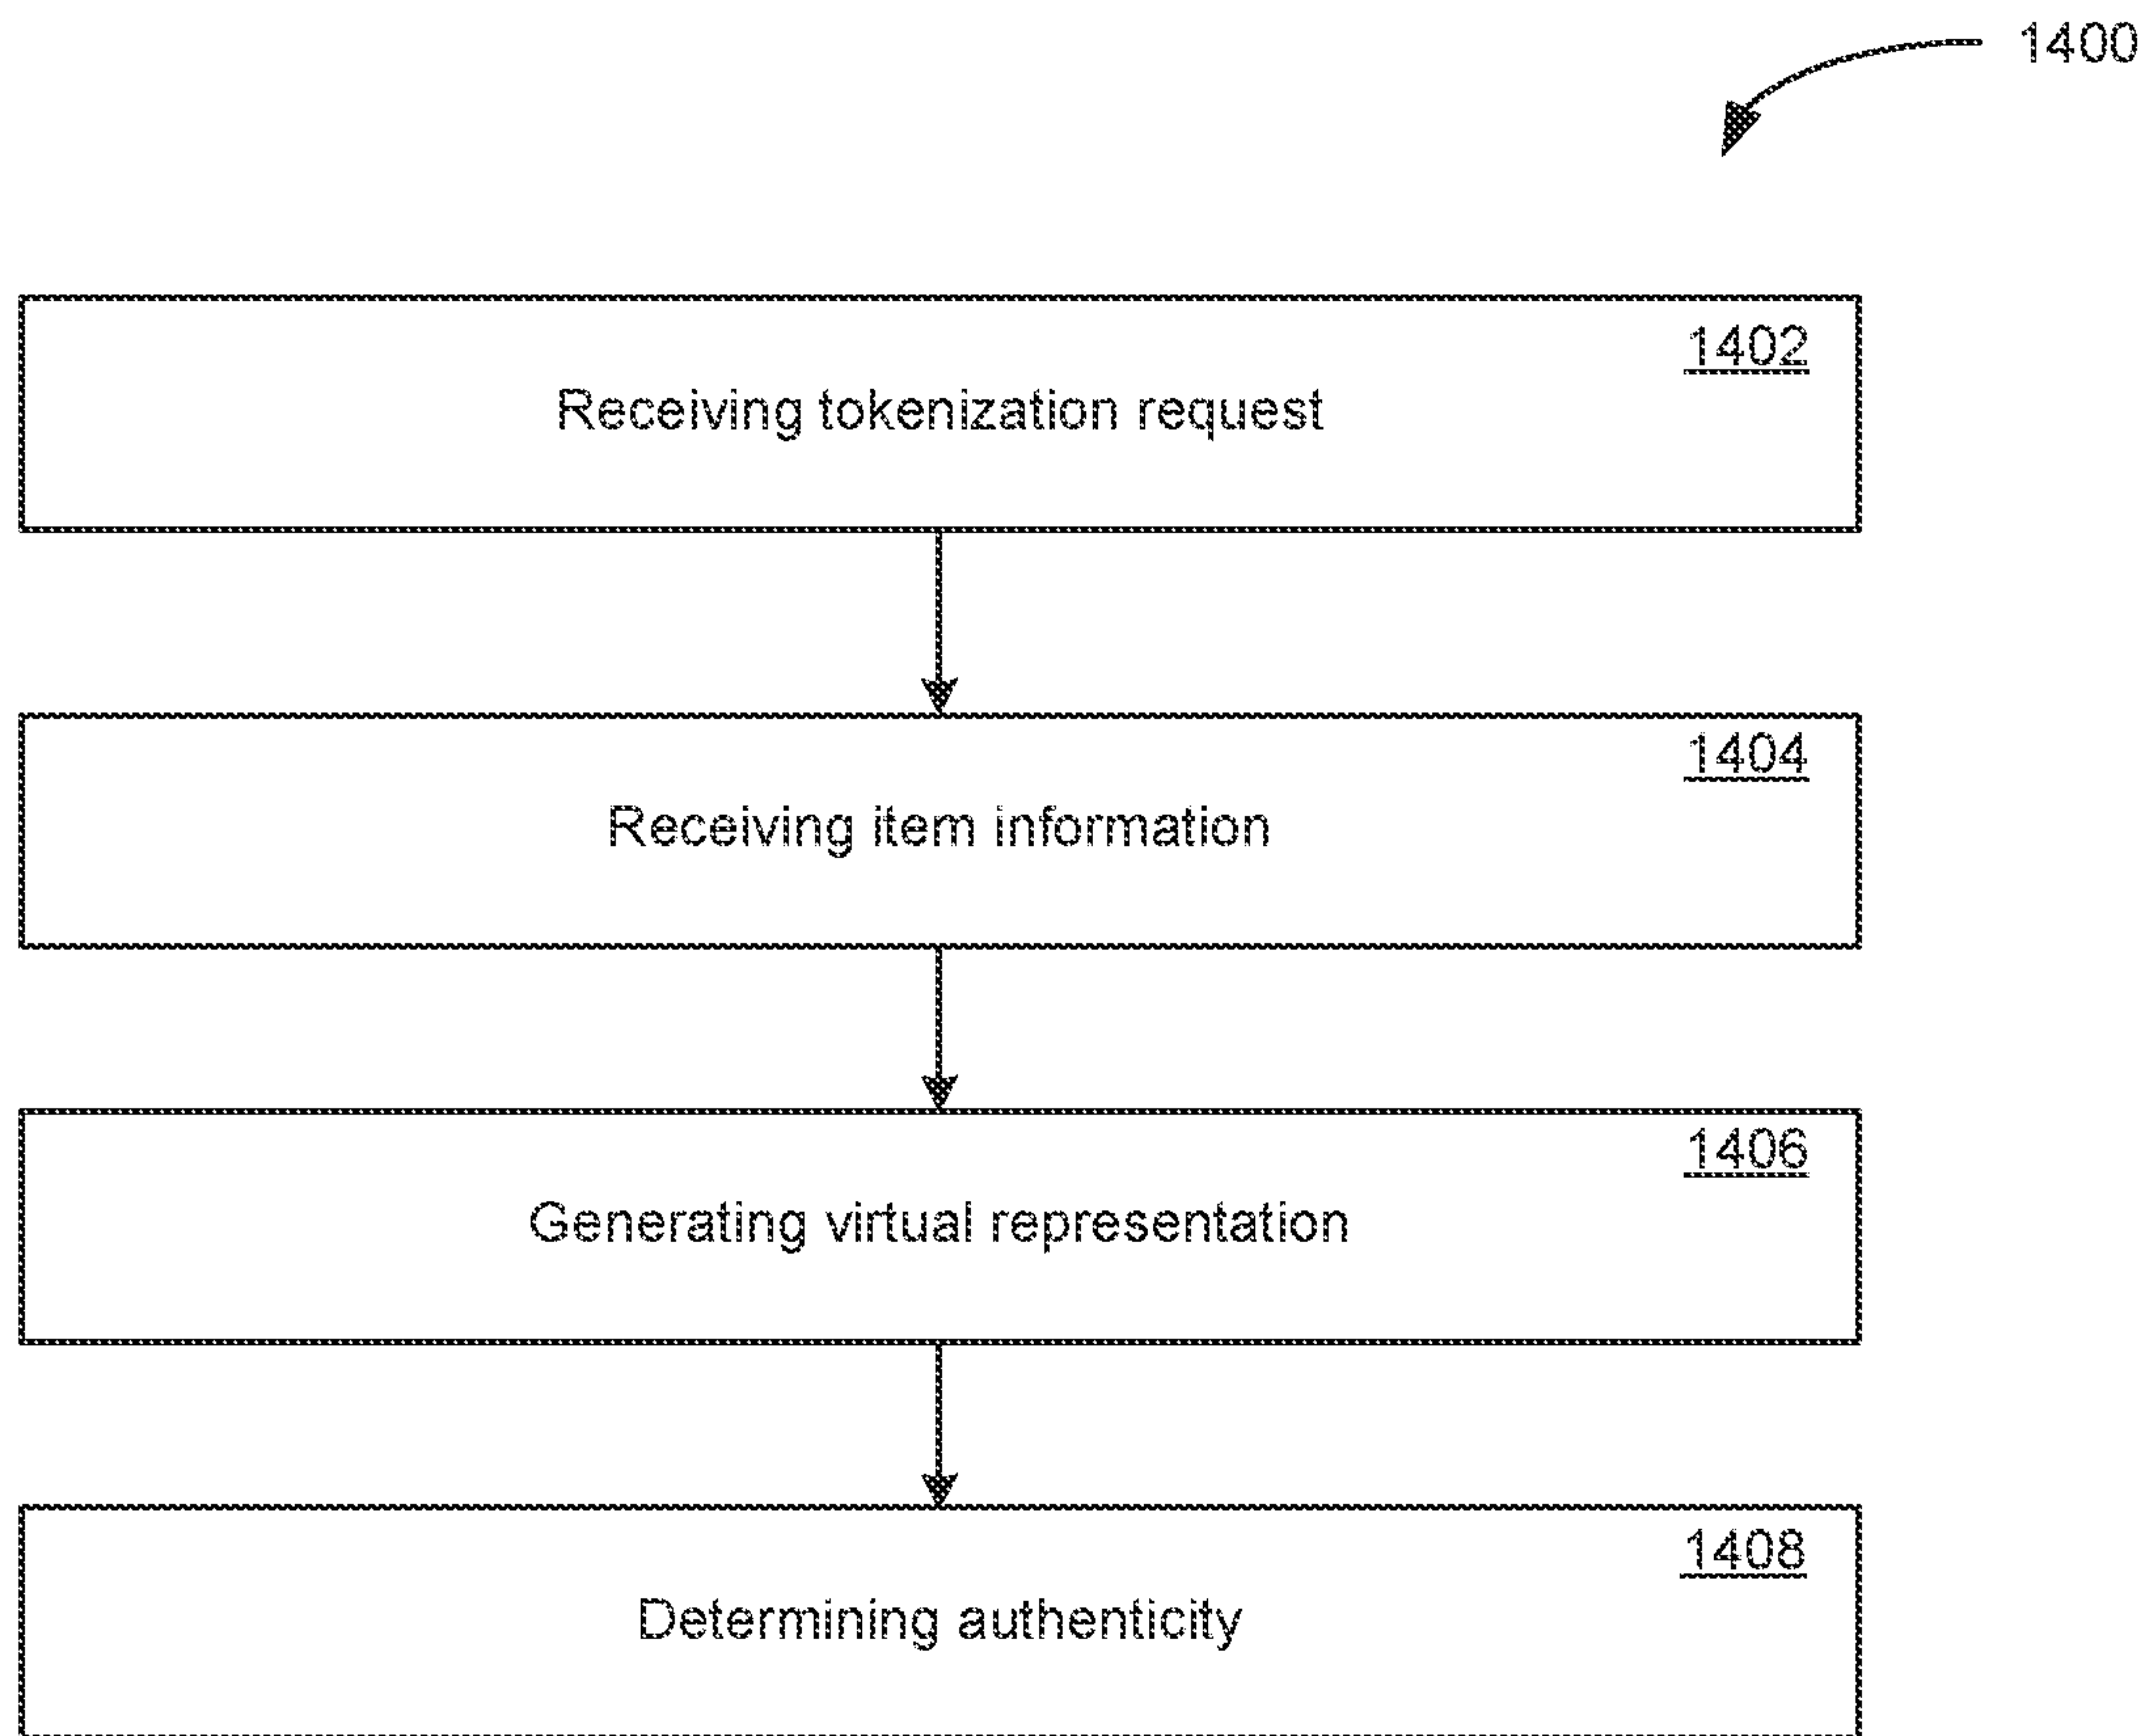 1400
1402
Receiving tokenization request
1404
Receiving item information
1406
Generating virtual representation
1408
Determining authenticity